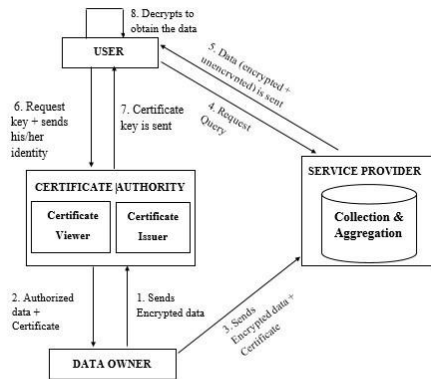 8. Decrypts to
obtain the data
USER
5. Data (encrypted +
unencrypted) is sent
4. Request
Query
6. Request
key + sends
his/her
identity
7. Certificate
key is sent
CERTIFICATE AUTHORITY
Certificate
Viewer
Certificate
Issuer
SERVICE PROVIDER
Collection &
Aggregation
2. Authorized
data +
Certificate
1. Sends
Encrypted data
3. Sends
Encrypted data +
Certificate
DATA OWNER